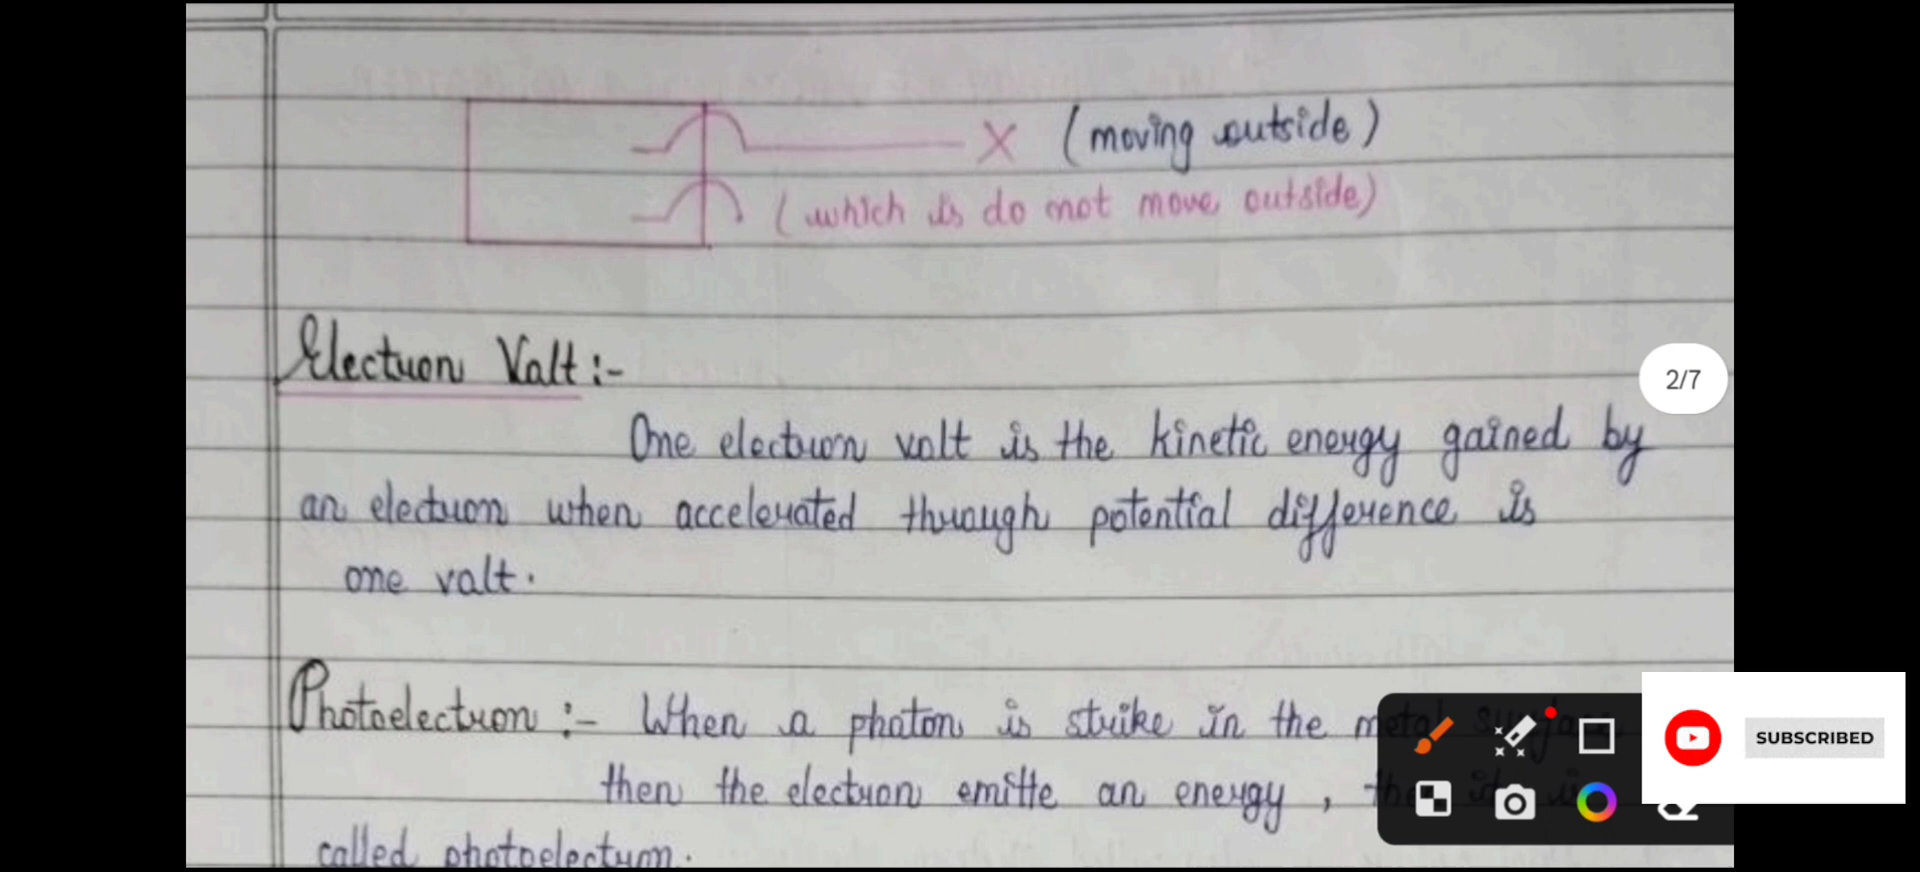 X (moving outside)
(which is do not move outside)
Electron Valt :-
2/7
One electron valt is the kinetic energy gained by
an electron when accelerated through potential difference is
one valt.
Photoelectron :- When a photon is strike in the metal surface
SUBSCRIBED
then the electron emitte an energy,
called photoelectron.